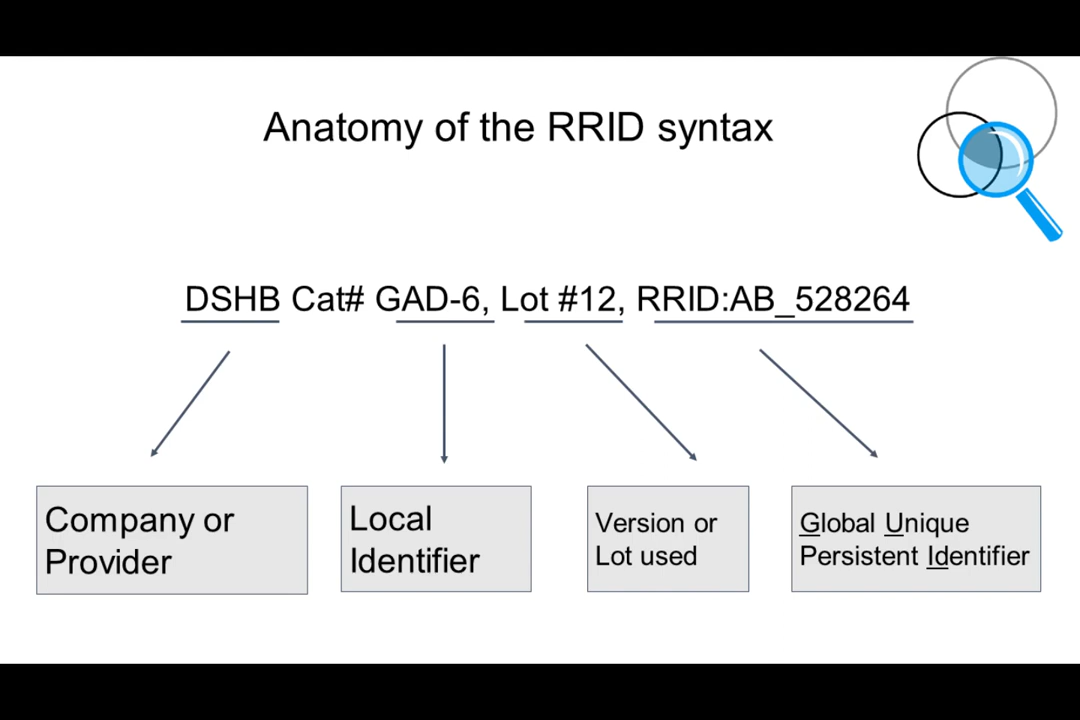 Anatomy of the RRID syntax
DSHB Cat# GAD-6, Lot #12, RRID:AB_528264
Company or
Provider
Local
Identifier
Version or
Lot used
Global Unique
Persistent Identifier